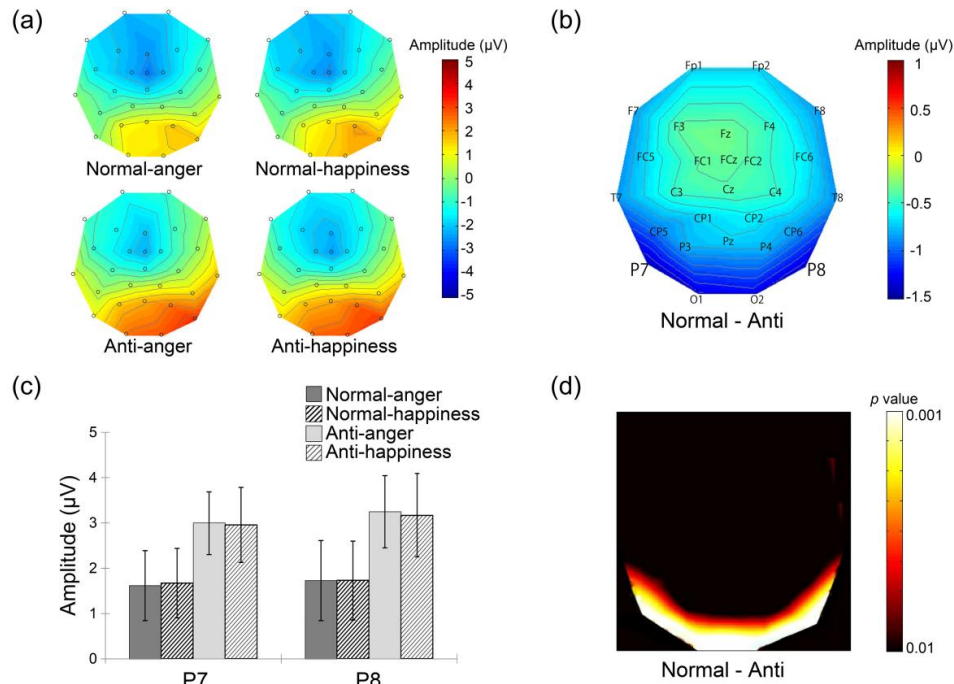 (a)
Amplitude (µV)
5
4
3
2
1
0
-1
-2
-3
-4
-5
Normal-anger
Normal-happiness
Anti-anger
Anti-happiness
(b)
Amplitude (µV)
1
0.5
0
-0.5
-1
-1.5
Fp1 Fp2
F7 F8
F3 Fz F4
FC5 FC1 FCz FC2 FC6
T7 C3 Cz C4 T8
CP5 CP1 CP2 CP6
P7 P3 Pz P4 P8
O1 O2
Normal - Anti
(c)
Normal-anger
Normal-happiness
Anti-anger
Anti-happiness
Amplitude (µV)
5
4
3
2
1
0
P7 P8
(d)
p value
0.001
0.01
Normal - Anti